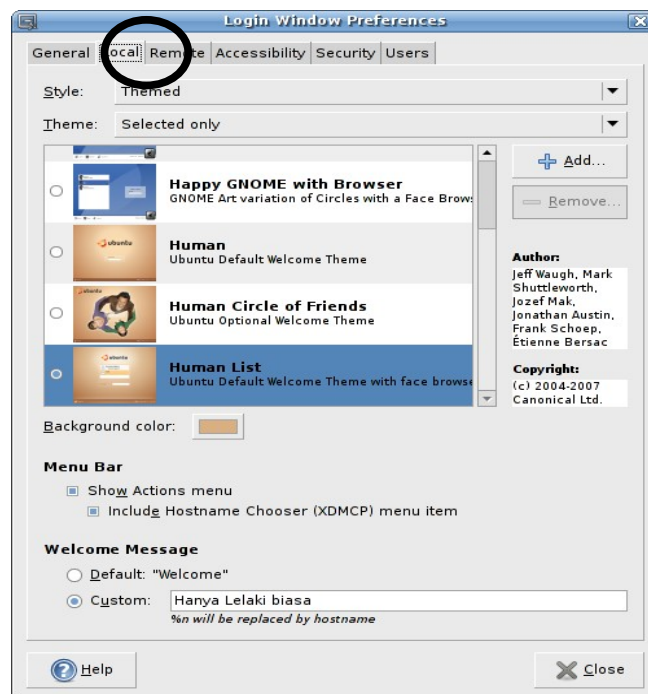 Login Window Preferences
General Local Remote Accessibility Security Users
Style: Themed
Theme: Selected only
Add...
Happy GNOME with Browser
GNOME Art variation of Circles with a Face Brows
Remove...
ubuntu
Human
Ubuntu Default Welcome Theme
Author:
Jeff Waugh, Mark
Shuttleworth,
Jozef Mak,
Jonathan Austin,
Frank Schoep,
Étienne Bersac
Human Circle of Friends
Ubuntu Optional Welcome Theme
Human List
Ubuntu Default Welcome Theme with face browse
Copyright:
(c) 2004-2007
Canonical Ltd.
Background color:
Menu Bar
Show Actions menu
Include Hostname Chooser (XDMCP) menu item
Welcome Message
Default: "Welcome"
Custom: Hanya Lelaki biasa
%n will be replaced by hostname
Help
Close